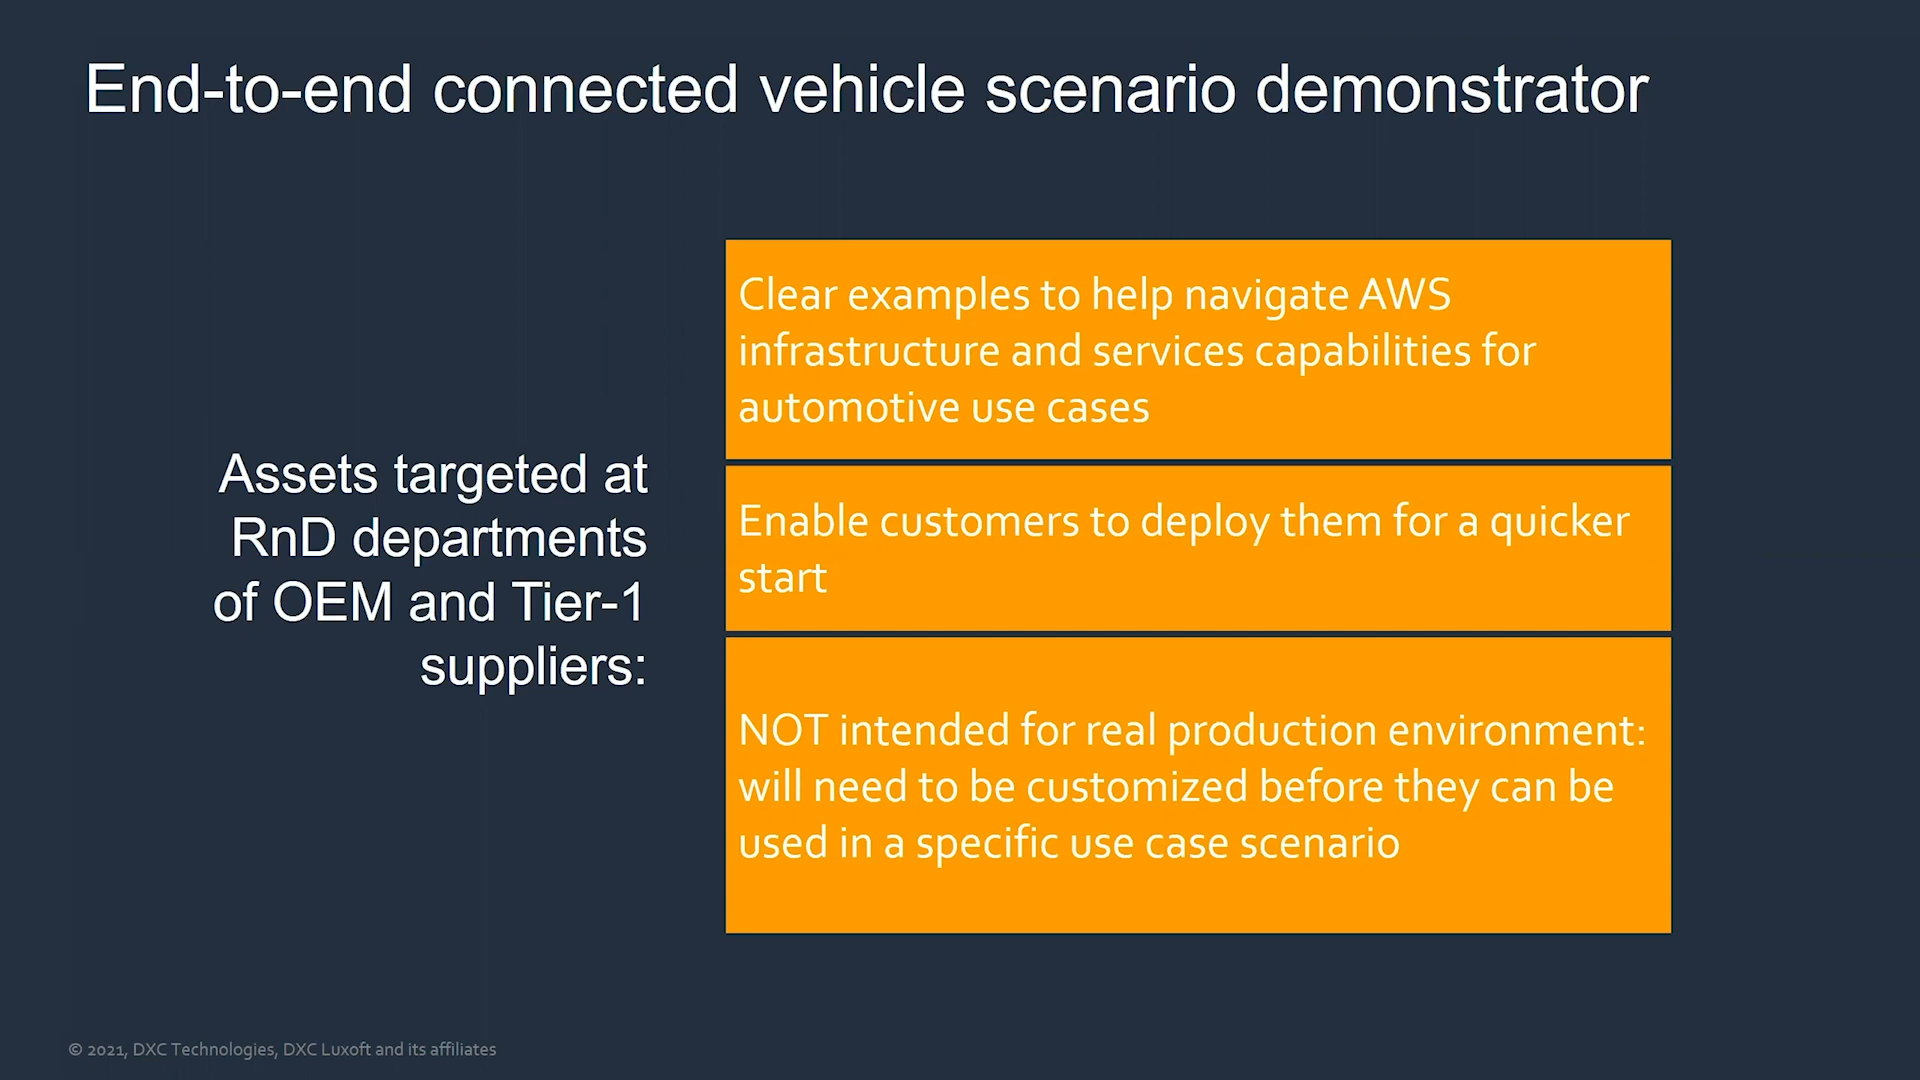 End-to-end connected vehicle scenario demonstrator
Assets targeted at
RnD departments
of OEM and Tier-1
suppliers:
Clear examples to help navigate AWS
infrastructure and services capabilities for
automotive use cases
Enable customers to deploy them for a quicker
start
NOT intended for real production environment:
will need to be customized before they can be
used in a specific use case scenario
© 2021, DXC Technologies, DXC Luxoft and its affiliates